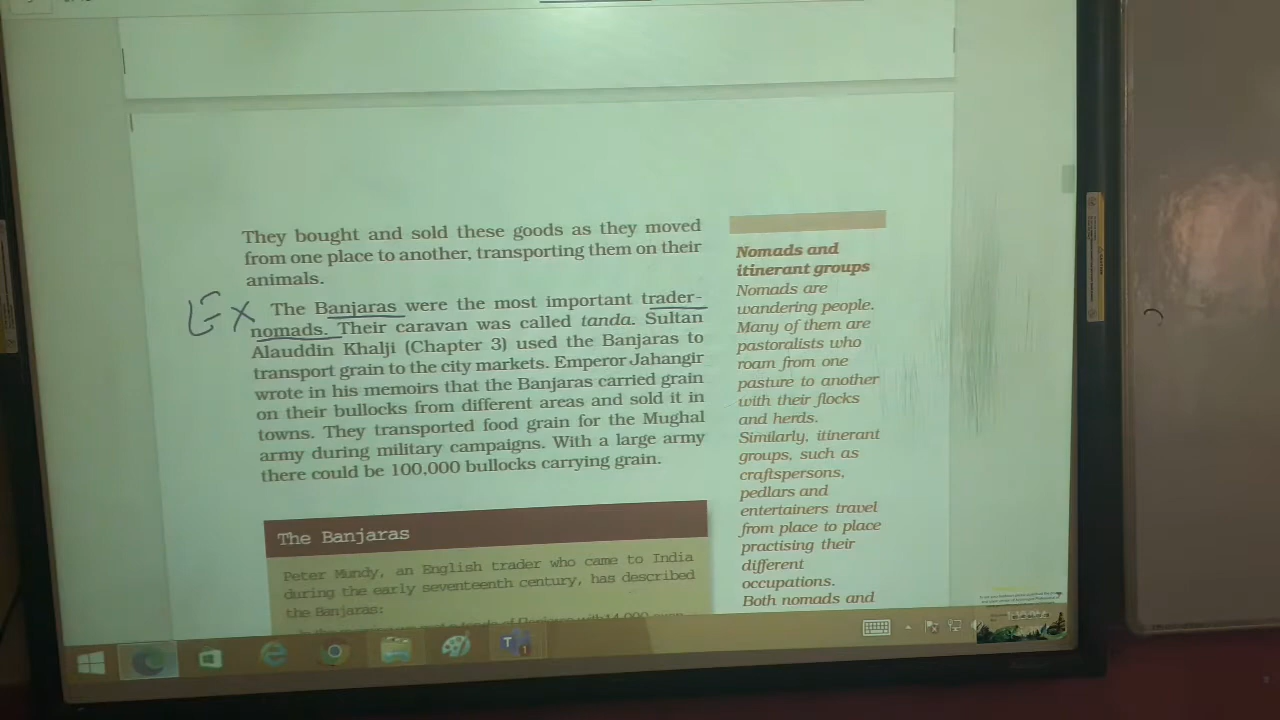 They bought and sold these goods as they moved
from one place to another, transporting them on their
animals.
Ex
The Banjaras were the most important trader-
nomads. Their caravan was called tanda. Sultan
Alauddin Khalji (Chapter 3) used the Banjaras to
transport grain to the city markets. Emperor Jahangir
wrote in his memoirs that the Banjaras carried grain
on their bullocks from different areas and sold it in
towns. They transported food grain for the Mughal
army during military campaigns. With a large army
there could be 100,000 bullocks carrying grain.
The Banjaras
Peter Mundy, an English trader who came to India
during the early seventeenth century, has described
the Banjaras:
Nomads and
itinerant groups
Nomads are
wandering people.
Many of them are
pastoralists who
roam from one
pasture to another
with their flocks
and herds.
Similarly, itinerant
groups, such as
craftspersons,
pedlars and
entertainers travel
from place to place
practising their
different
occupations.
Both nomads and